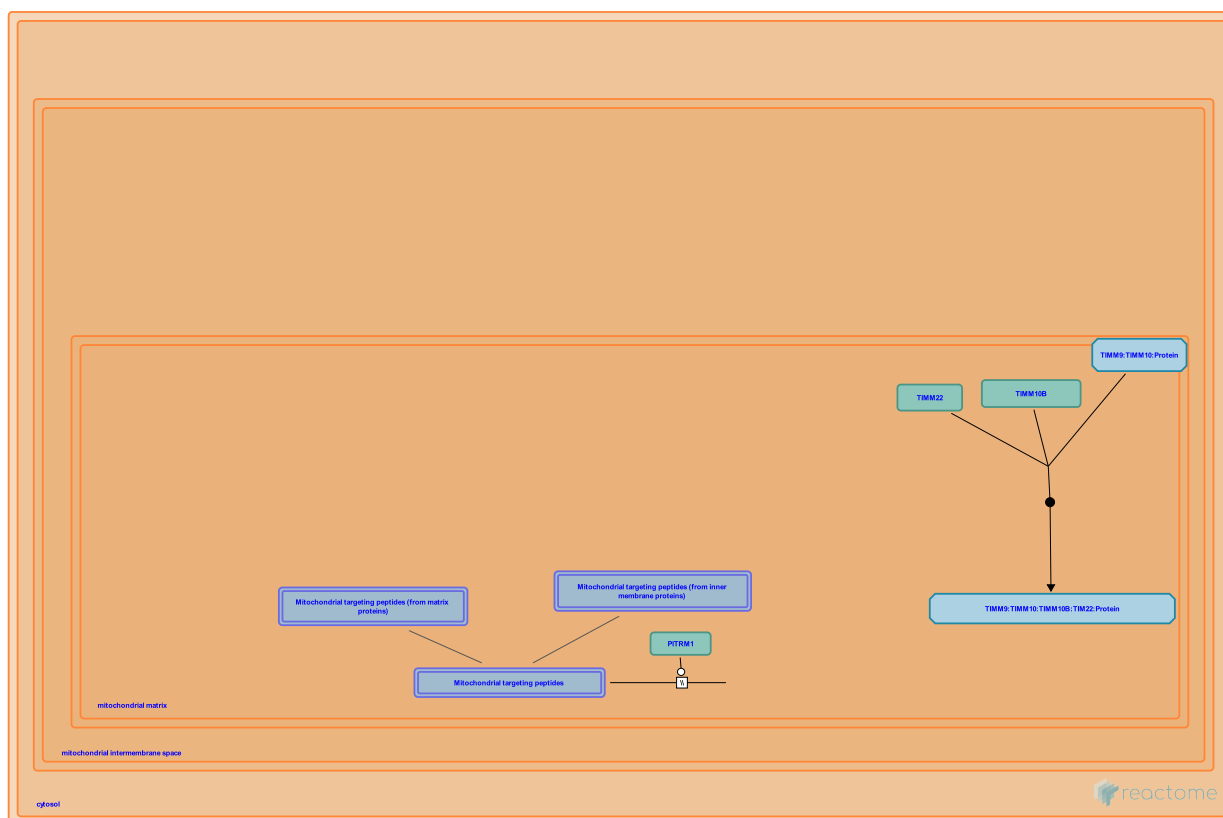 TIMM9:TIMM10:Protein
TIMM22
TIMM10B
Mitochondrial targeting peptides (from inner
membrane proteins)
Mitochondrial targeting peptides (from matrix
proteins)
TIMM9:TIMM10:TIMM10B:TIM22:Protein
PITRM1
Mitochondrial targeting peptides
mitochondrial matrix
mitochondrial intermembrane space
reactome
cytosol